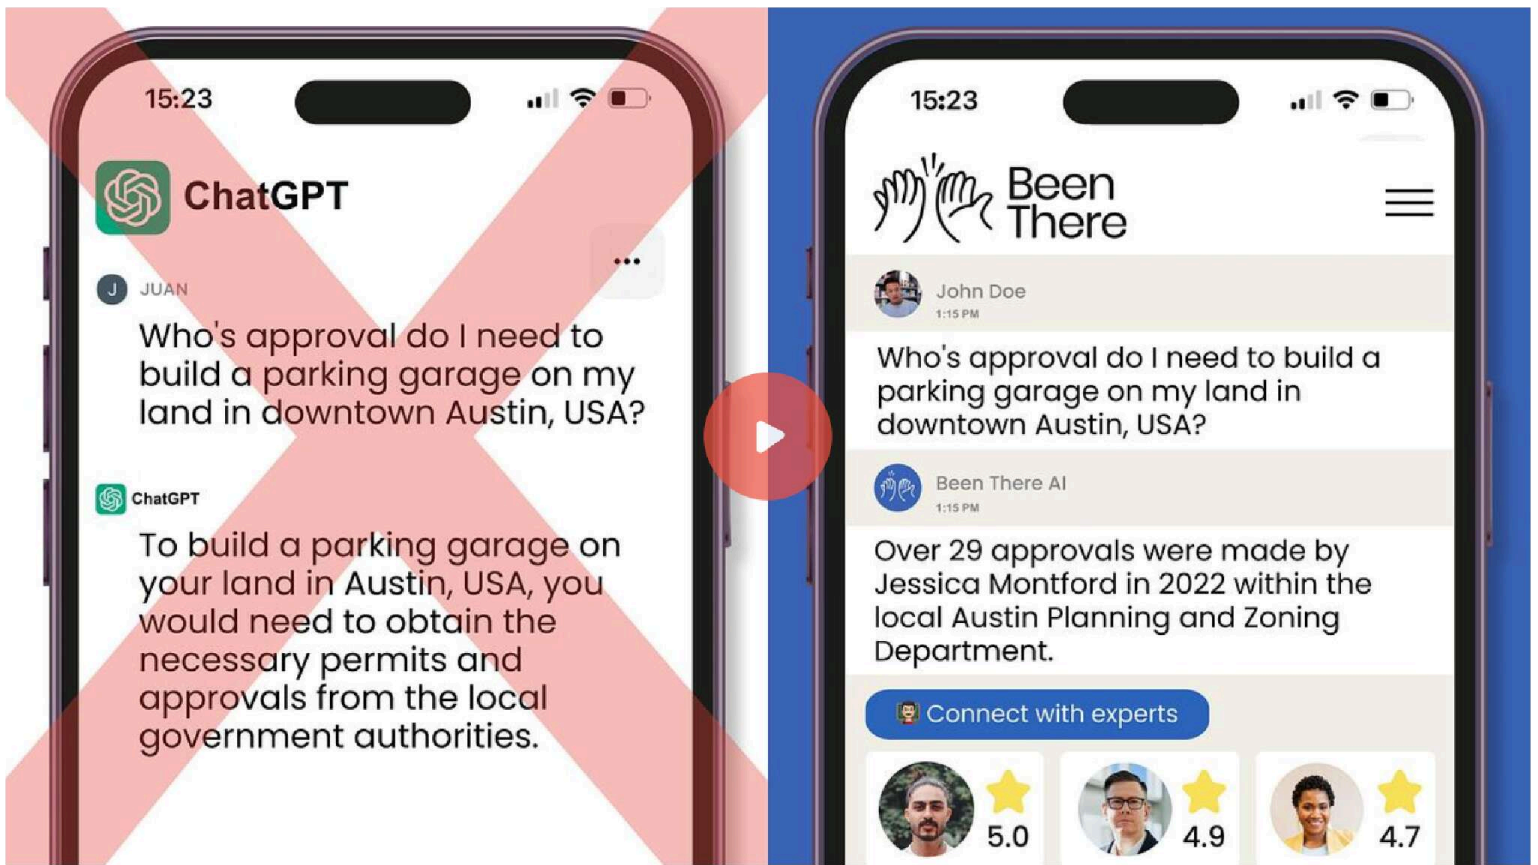 15:23
ChatGPT
J JUAN
Who's approval do I need to
build a parking garage on my
land in downtown Austin, USA?
ChatGPT
To build a parking garage on
your land in Austin, USA, you
would need to obtain the
necessary permits and
approvals from the local
government authorities.
15:23
Been
There
John Doe
1:15 PM
Who's approval do I need to build a
parking garage on my land in
downtown Austin, USA?
Been There AI
1:15 PM
Over 29 approvals were made by
Jessica Montford in 2022 within the
local Austin Planning and Zoning
Department.
Connect with experts
5.0
4.9
4.7